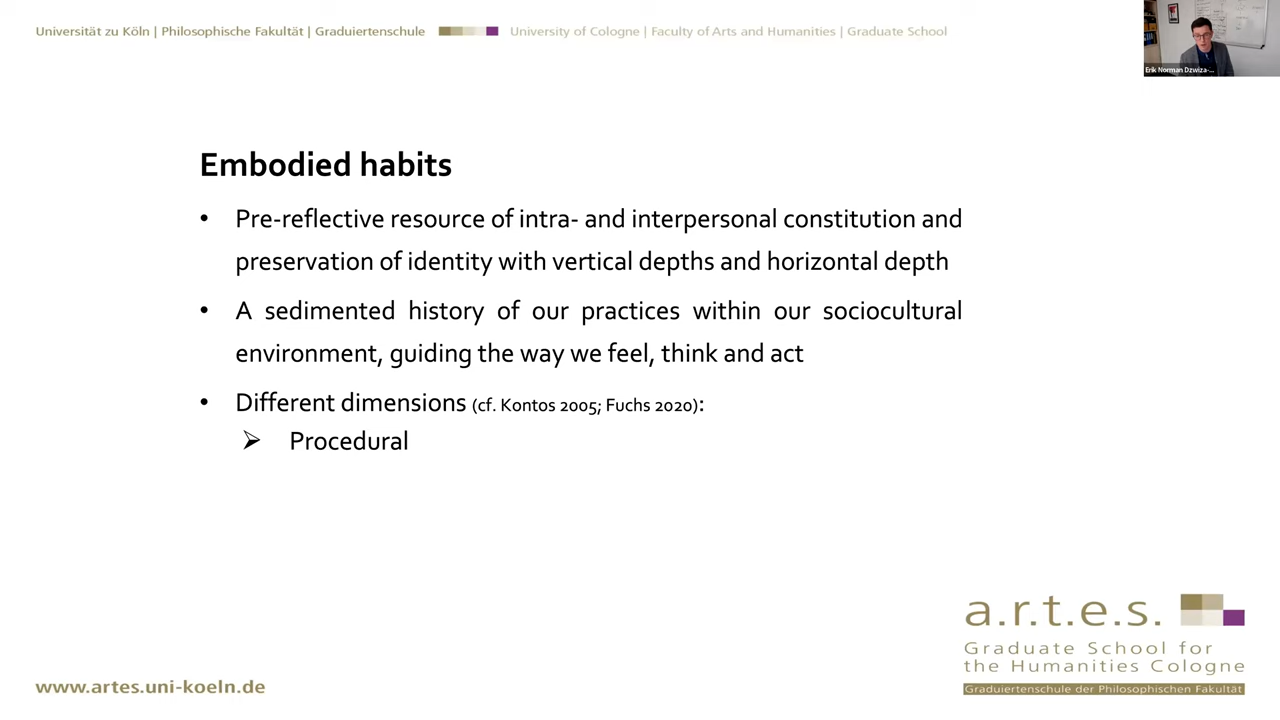 Universität zu Köln | Philosophische Fakultät | Graduiertenschule
University of Cologne | Faculty of Arts and Humanities | Graduate School
Erik Norman Dzwiza-...
Embodied habits
• Pre-reflective resource of intra- and interpersonal constitution and
preservation of identity with vertical depths and horizontal depth
• A sedimented history of our practices within our sociocultural
environment, guiding the way we feel, think and act
• Different dimensions (cf. Kontos 2005; Fuchs 2020):
➢ Procedural
a.r.t.e.s.
Graduate School for
the Humanities Cologne
Graduiertenschule der Philosophischen Fakultät
www.artes.uni-koeln.de